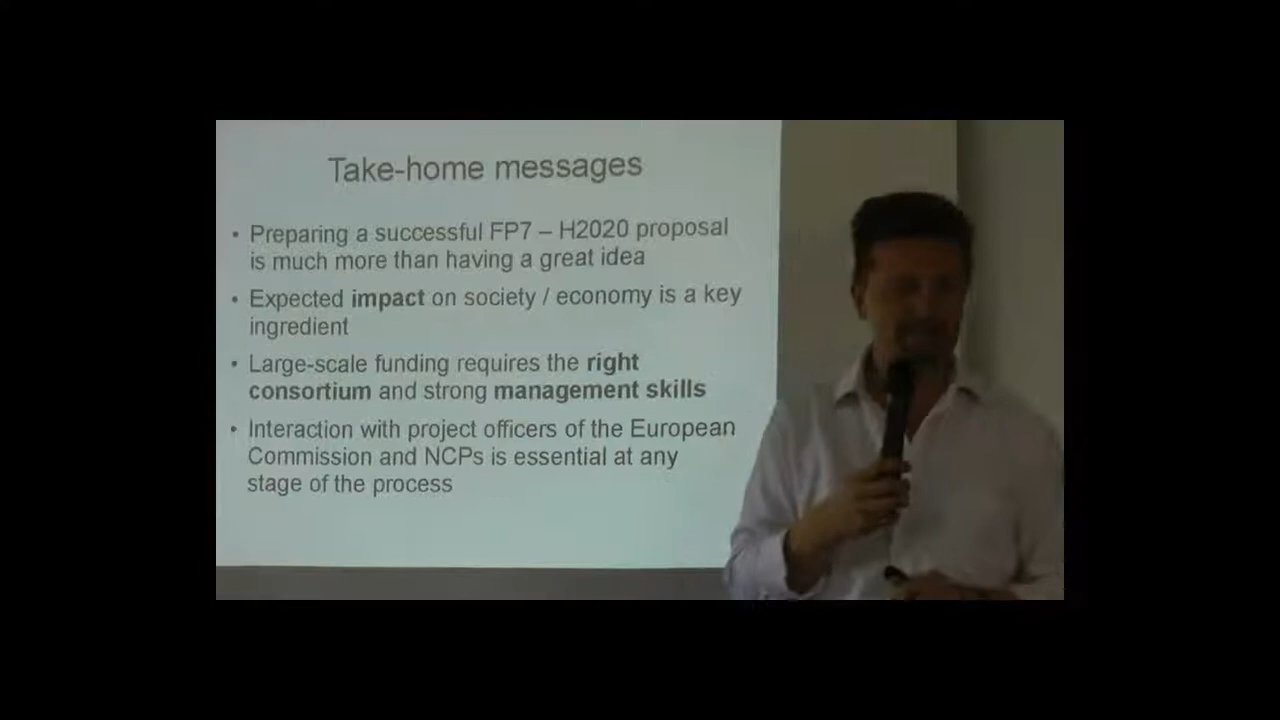 Take-home messages
• Preparing a successful FP7 – H2020 proposal
is much more than having a great idea
• Expected impact on society / economy is a key
ingredient
• Large-scale funding requires the right
consortium and strong management skills
• Interaction with project officers of the European
Commission and NCPs is essential at any
stage of the process